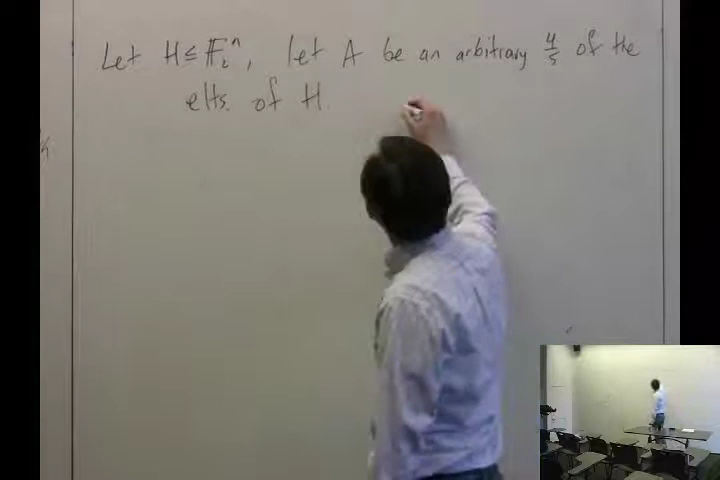 Let H ≤ F₂ⁿ, let A be an arbitrary 4/5 of the
elts. of H.